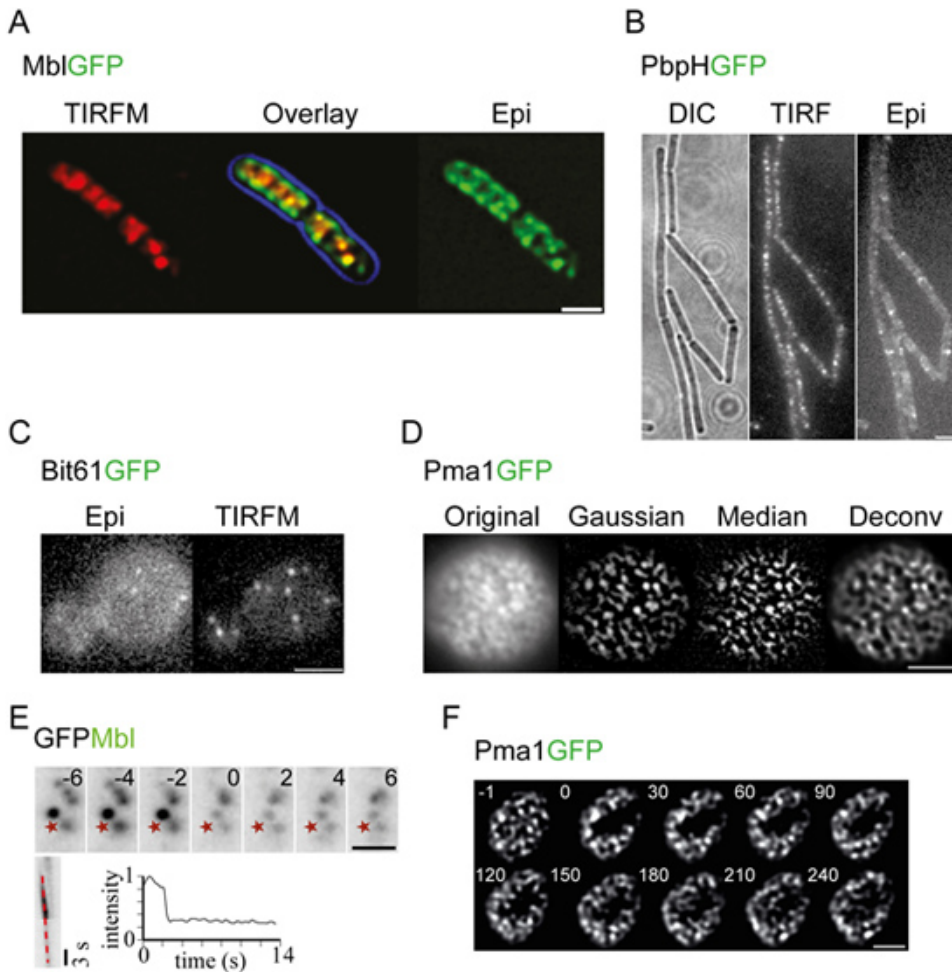 A
MblGFP
TIRFM Overlay Epi
B
PbpHGFP
DIC TIRF Epi
C
Bit61GFP
Epi TIRFM
D
Pma1GFP
Original Gaussian Median Deconv
E
GFPMbl
-6 -4 -2 0 2 4 6
3 s
intensity
1
0
0 time (s) 14
F
Pma1GFP
-1 0 30 60 90
120 150 180 210 240